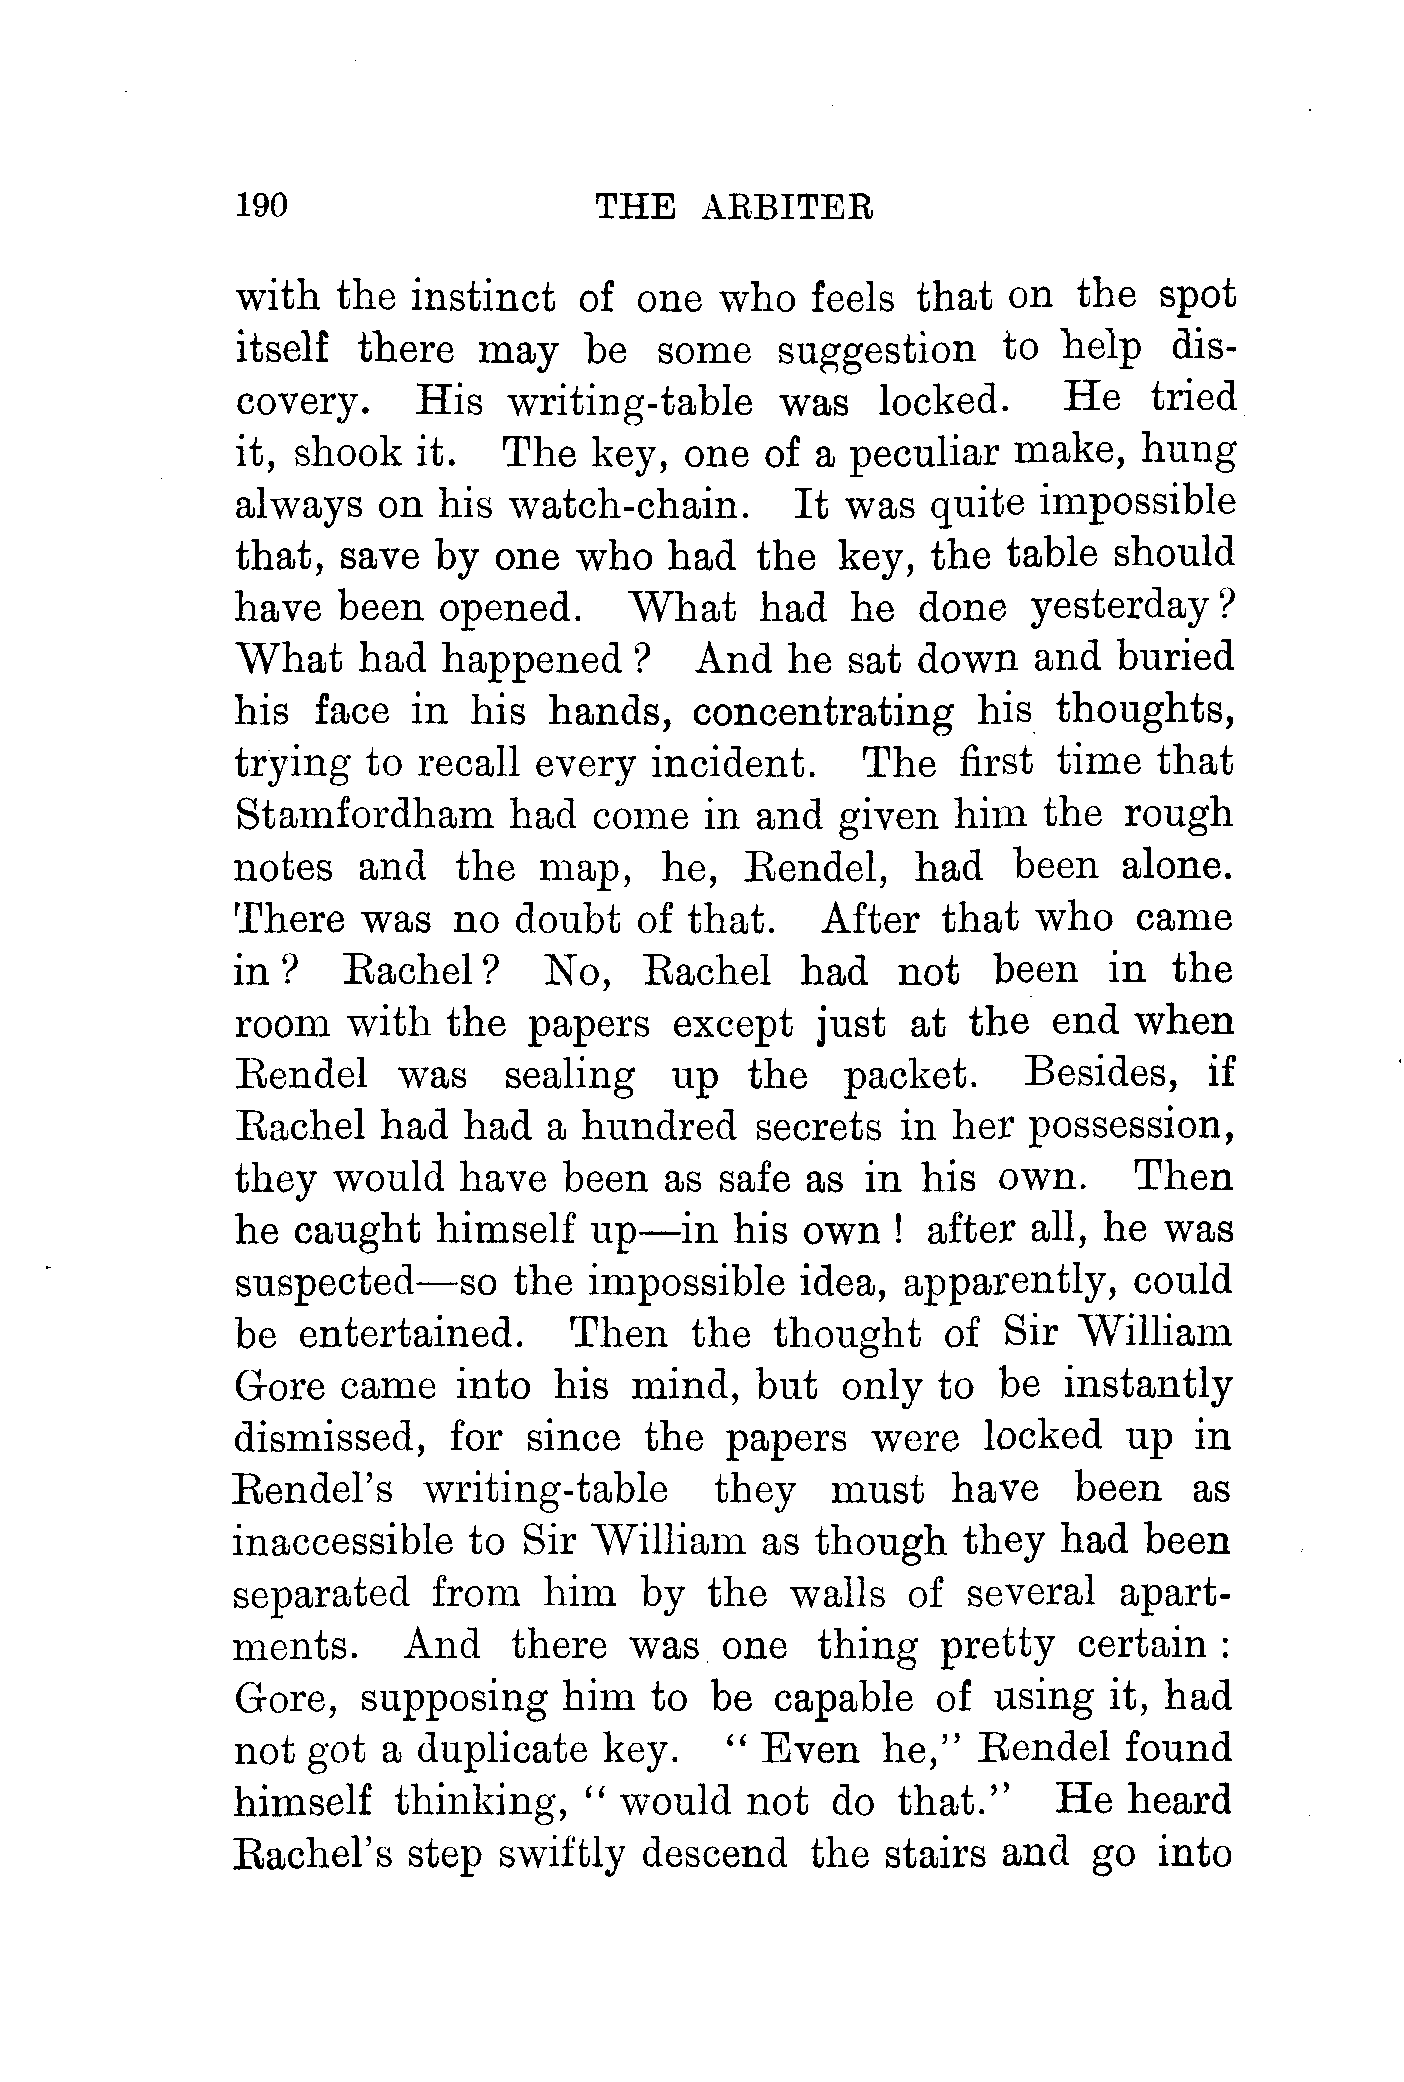 190 THE ARBITER
with the instinct of one who feels that on the spot
itself there may be some suggestion to help dis-
covery. His writing-table was locked. He tried
it, shook it. The key, one of a peculiar make, hung
always on his watch-chain. It was quite impossible
that, save by one who had the key, the table should
have been opened. What had he done yesterday?
What had happened? And he sat down and buried
his face in his hands, concentrating his thoughts,
trying to recall every incident. The first time that
Stamfordham had come in and given him the rough
notes and the map, he, Rendel, had been alone.
There was no doubt of that. After that who came
in? Rachel? No, Rachel had not been in the
room with the papers except just at the end when
Rendel was sealing up the packet. Besides, if
Rachel had had a hundred secrets in her possession,
they would have been as safe as in his own. Then
he caught himself up—in his own! after all, he was
suspected—so the impossible idea, apparently, could
be entertained. Then the thought of Sir William
Gore came into his mind, but only to be instantly
dismissed, for since the papers were locked up in
Rendel's writing-table they must have been as
inaccessible to Sir William as though they had been
separated from him by the walls of several apart-
ments. And there was one thing pretty certain:
Gore, supposing him to be capable of using it, had
not got a duplicate key. "Even he," Rendel found
himself thinking, "would not do that." He heard
Rachel's step swiftly descend the stairs and go into